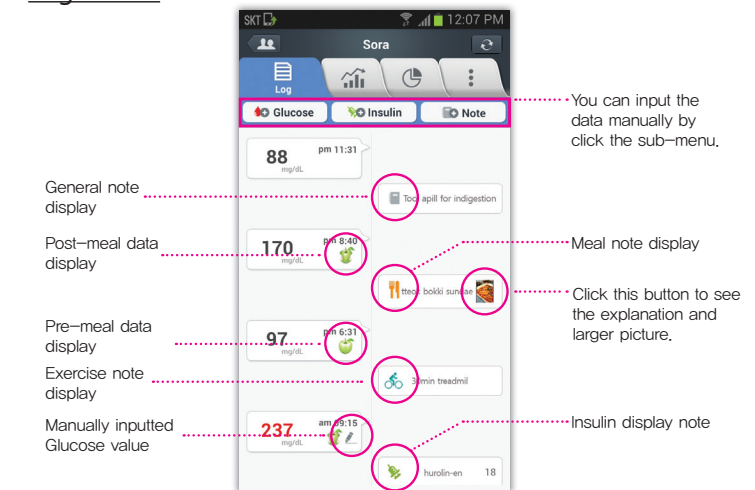 SKT 12:07 PM
Sora
Log
Glucose Insulin Note
You can input the
data manually by
click the sub-menu.
88 pm 11:31
mg/dL
General note
display
Took apill for indigestion
Post-meal data
display
170 pm 8:40
mg/dL
Meal note display
tteok bokki sundae
Click this button to see
the explanation and
larger picture.
Pre-meal data
display
97 pm 6:31
mg/dL
Exercise note
display
30min treadmil
Manually inputted
Glucose value
237 am 09:15
mg/dL
Insulin display note
hurolin-en 18